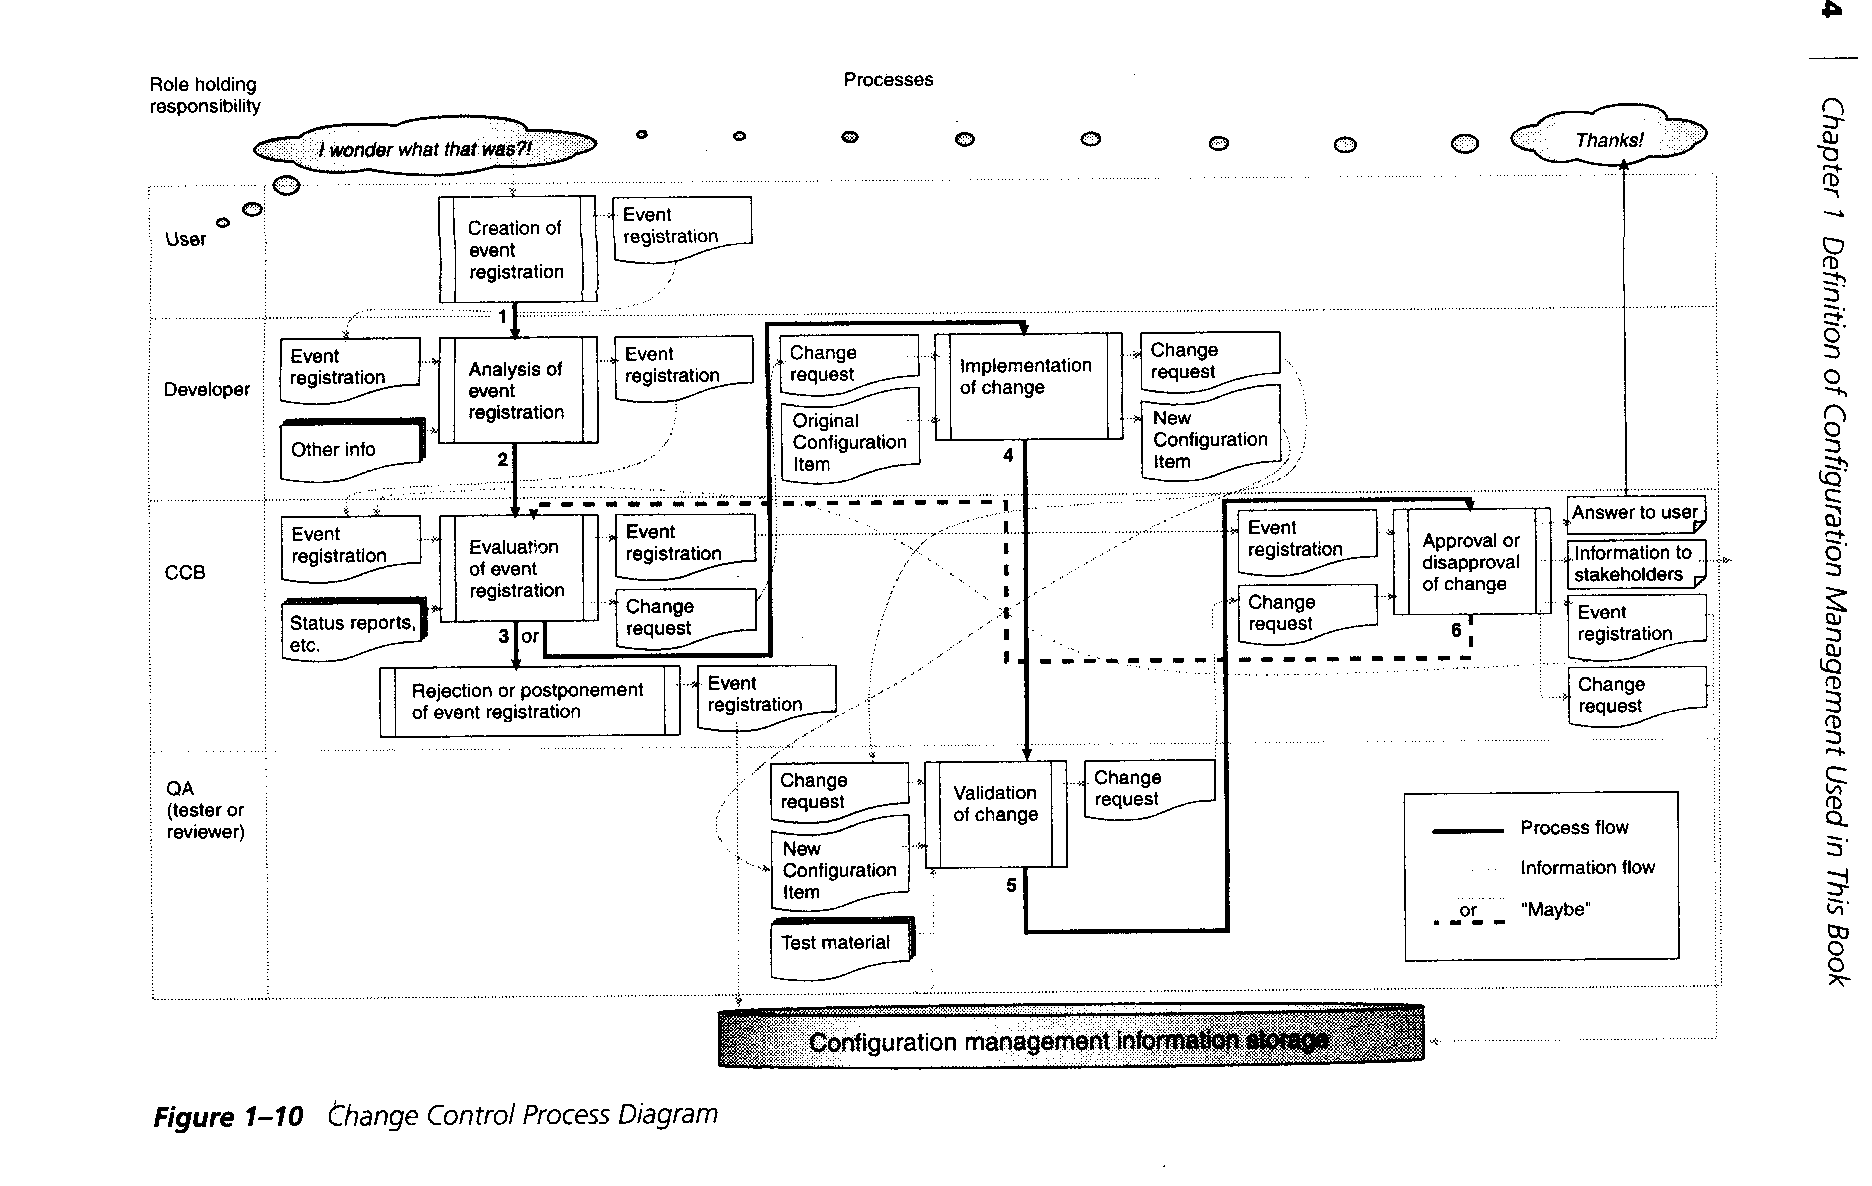 4
Chapter 1 Definition of Configuration Management Used in This Book
Role holding
responsibility
Processes
I wonder what that was?!
Thanks!
User
Creation of
event
registration
Event
registration
1
Developer
Event
registration
Other info
Analysis of
event
registration
Event
registration
2
Change
request
Original
Configuration
Item
Implementation
of change
4
Change
request
New
Configuration
Item
CCB
Event
registration
Status reports,
etc.
Evaluation
of event
registration
Event
registration
Change
request
3 or
Rejection or postponement
of event registration
Event
registration
Event
registration
Change
request
Approval or
disapproval
of change
6
Answer to user
Information to
stakeholders
Event
registration
Change
request
QA
(tester or
reviewer)
Change
request
New
Configuration
Item
Test material
Validation
of change
5
Change
request
Process flow
Information flow
or
"Maybe"
Configuration management information storage
Figure 1–10 Change Control Process Diagram